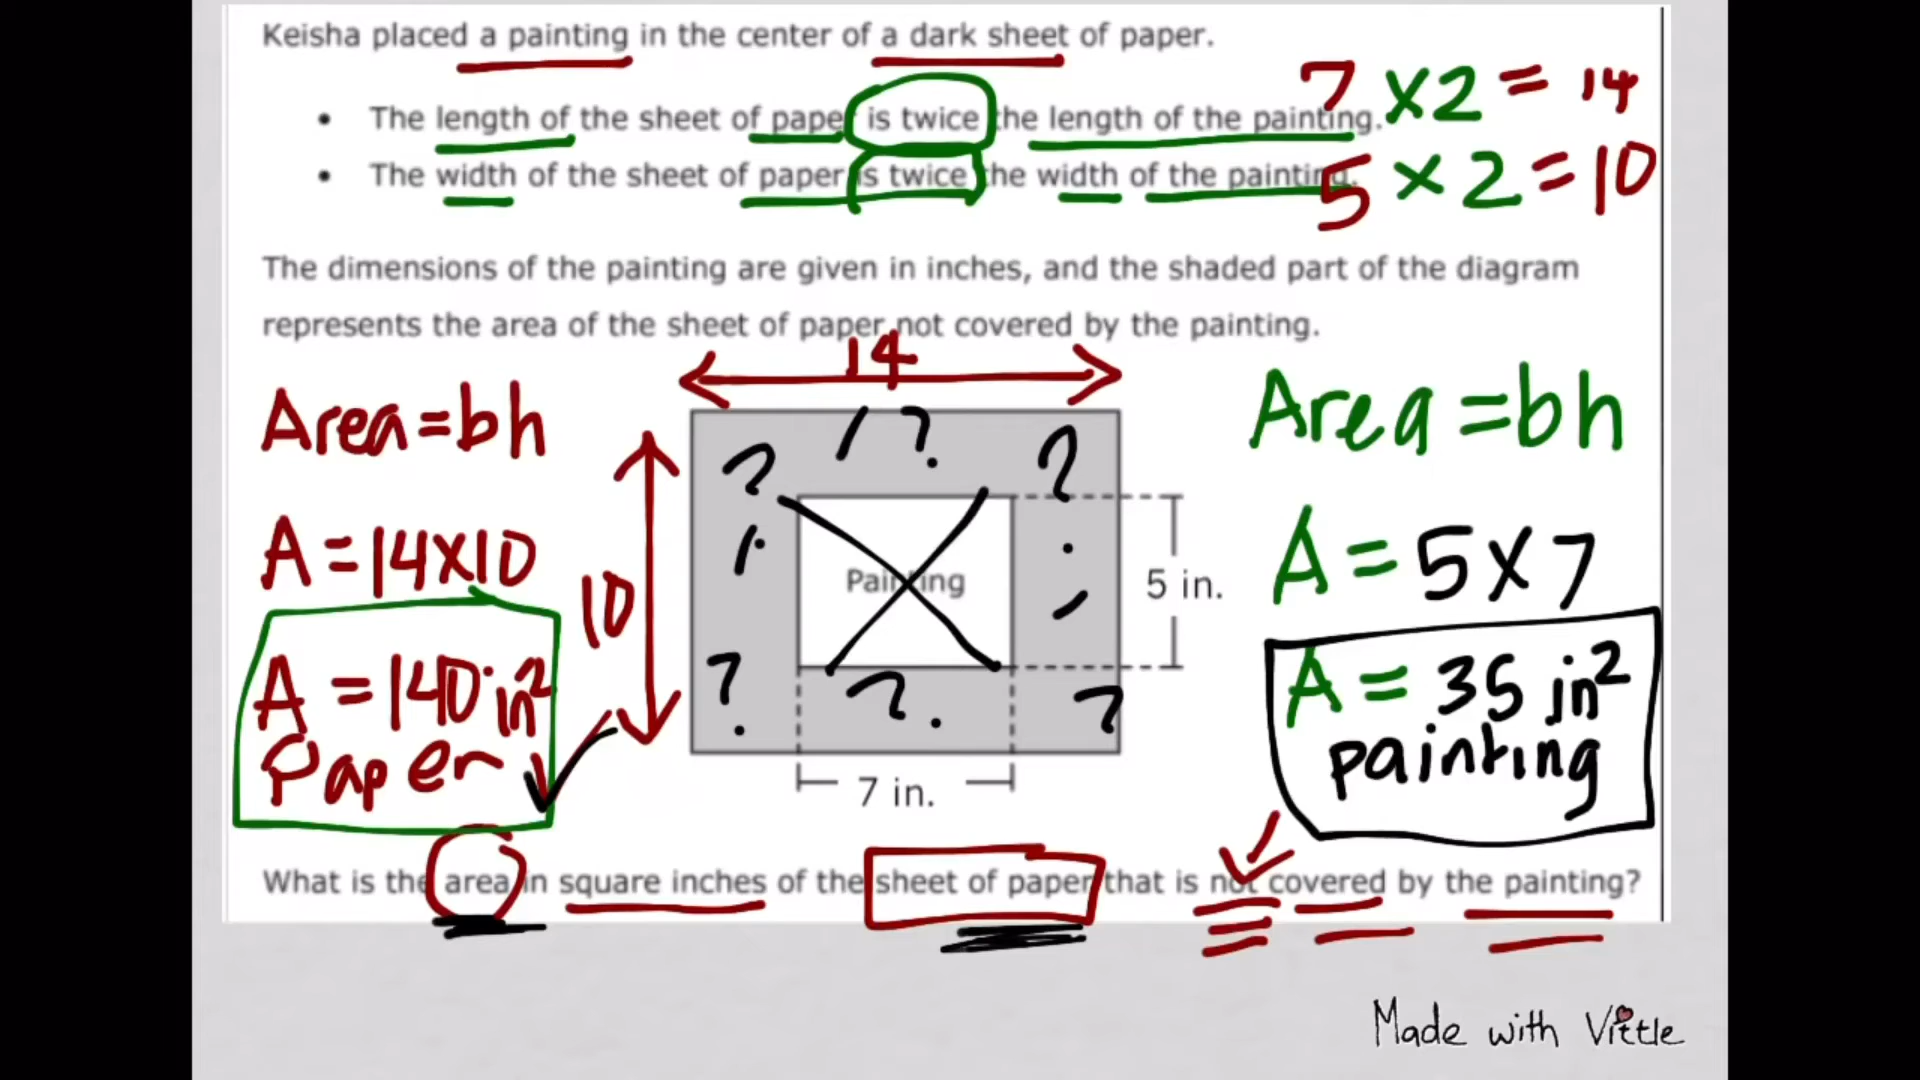 Keisha placed a painting in the center of a dark sheet of paper.
• The length of the sheet of paper is twice the length of the painting.
7 x2 = 14
• The width of the sheet of paper is twice the width of the painting.
5 x 2 = 10
The dimensions of the painting are given in inches, and the shaded part of the diagram
represents the area of the sheet of paper not covered by the painting.
14
Area=bh
A =14x10
A =140 in²
Paper
10
/ ?
?
?
?
?
?
Painting
5 in.
7 in.
Area =bh
A = 5x7
A = 35 in²
painting
What is the area in square inches of the sheet of paper that is not covered by the painting?
Made with Vittle